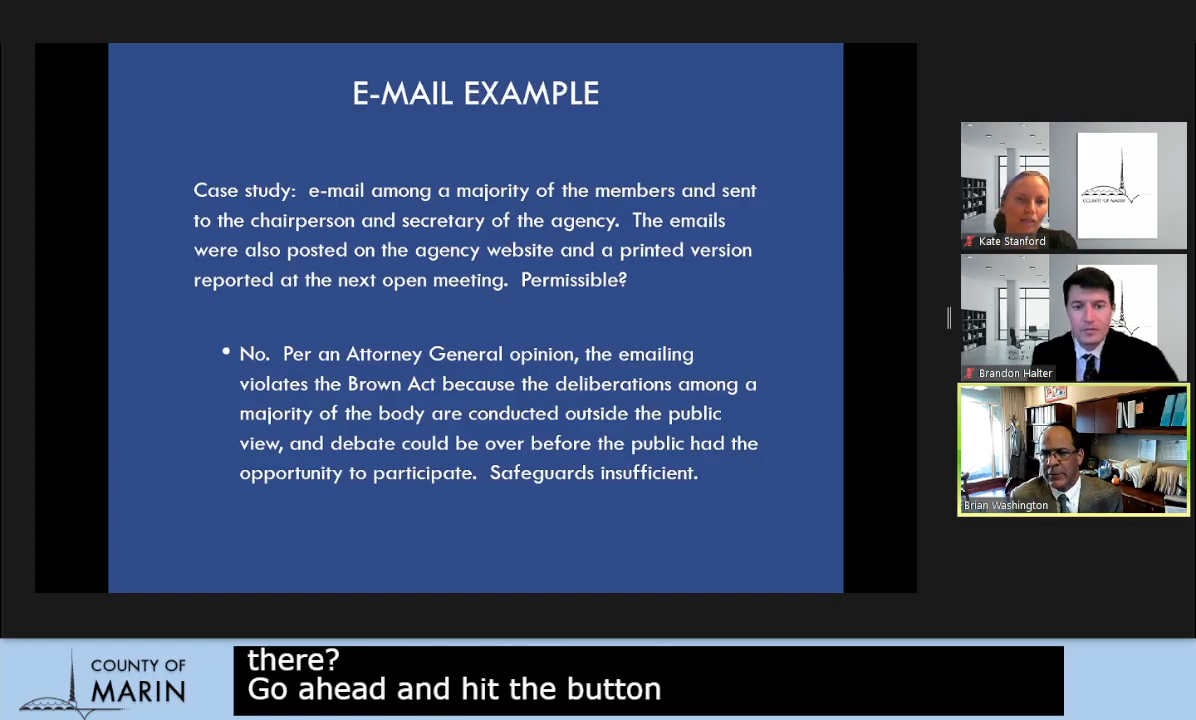 E-MAIL EXAMPLE
Case study:  e-mail among a majority of the members and sent
to the chairperson and secretary of the agency.  The emails
were also posted on the agency website and a printed version
reported at the next open meeting.  Permissible?
• No.  Per an Attorney General opinion, the emailing
violates the Brown Act because the deliberations among a
majority of the body are conducted outside the public
view, and debate could be over before the public had the
opportunity to participate.  Safeguards insufficient.
COUNTY OF MARIN
Kate Stanford
Brandon Halter
Brian Washington
COUNTY OF
MARIN
there?
Go ahead and hit the button